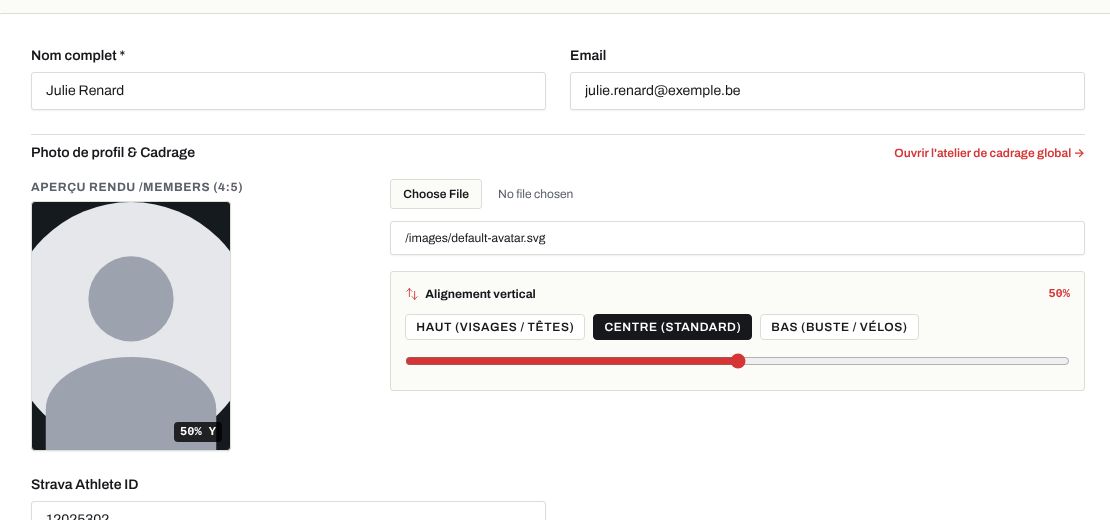 Nom complet *
Email
Julie Renard
julie.renard@exemple.be
Photo de profil & Cadrage
Ouvrir l'atelier de cadrage global →
APERÇU RENDU /MEMBERS (4:5)
Choose File
No file chosen
/images/default-avatar.svg
Alignement vertical
50%
HAUT (VISAGES / TÊTES)
CENTRE (STANDARD)
BAS (BUSTE / VÉLOS)
50% Y
Strava Athlete ID
12025302